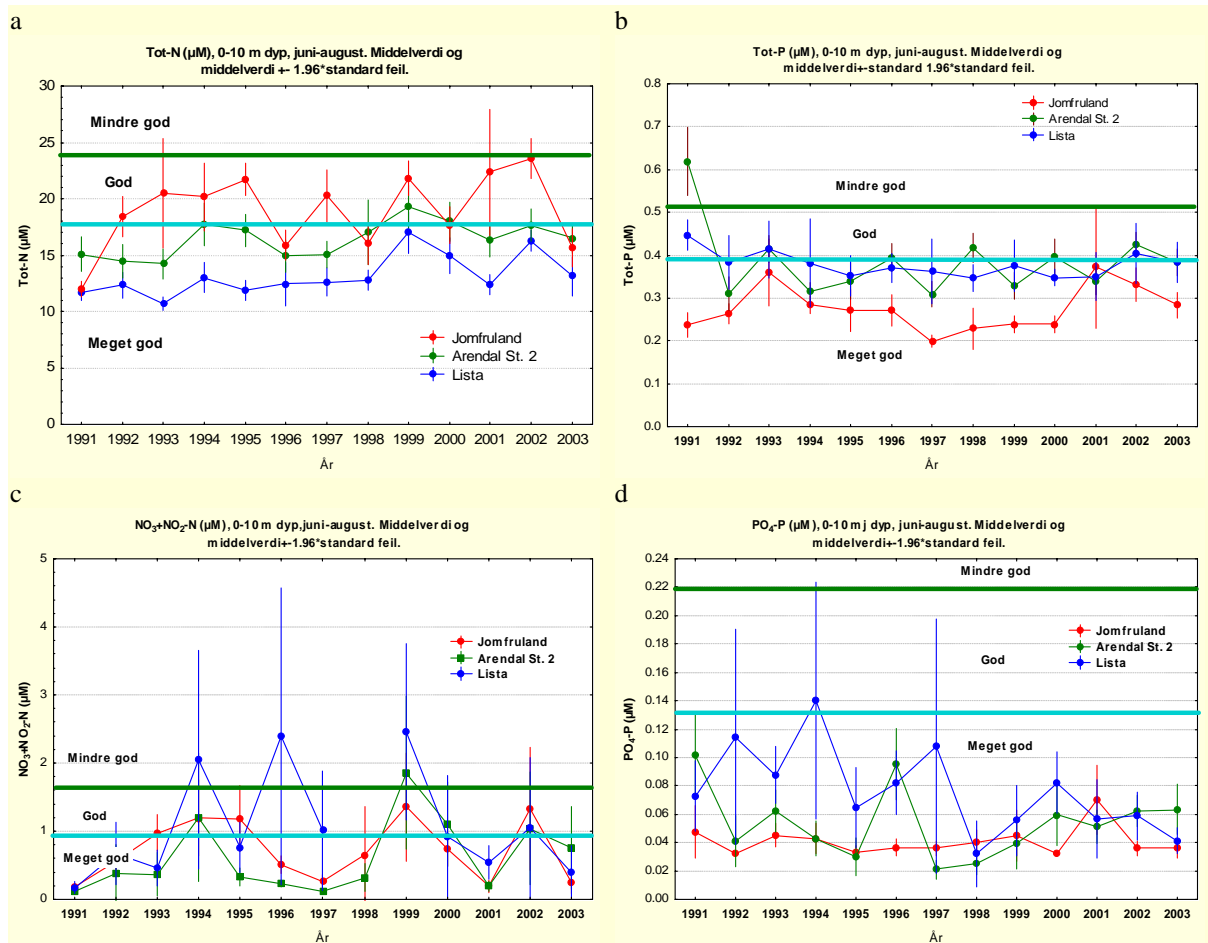 a
Tot-N (µM), 0-10 m dyp, juni-august. Middelverdi og
middelverdi +- 1.96*standard feil.
30
25
20
15
10
5
0
Tot-N (µM)
Mindre god
God
Meget god
Jomfruland
Arendal St. 2
Lista
1991 1992 1993 1994 1995 1996 1997 1998 1999 2000 2001 2002 2003
År
b
Tot-P (µM), 0-10 m dyp, juni-august. Middelverdi og
middelverdi+-standard 1.96*standard feil.
0.8
0.7
0.6
0.5
0.4
0.3
0.2
0.1
0.0
Tot-P (µM)
Jomfruland
Arendal St. 2
Lista
Mindre god
God
Meget god
1991 1992 1993 1994 1995 1996 1997 1998 1999 2000 2001 2002 2003
År
c
NO3+NO2-N (µM), 0-10 m dyp,juni-august. Middelverdi og
middelverdi+-1.96*standard feil.
5
4
3
2
1
0
NO3+NO2-N (µM)
Jomfruland
Arendal St. 2
Lista
Mindre god
God
Meget god
1991 1992 1993 1994 1995 1996 1997 1998 1999 2000 2001 2002 2003
År
d
PO4-P (µM), 0-10 m j dyp, juni-august. Middelverdi og
middelverdi+-1.96*standard feil.
0.24
0.22
0.20
0.18
0.16
0.14
0.12
0.10
0.08
0.06
0.04
0.02
0.00
PO4-P (µM)
Mindre god
Jomfruland
Arendal St. 2
Lista
God
Meget god
1991 1992 1993 1994 1995 1996 1997 1998 1999 2000 2001 2002 2003
År